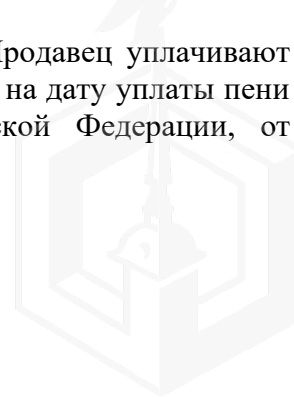 Продавец уплачивают
на дату уплаты пени
ской Федерации, от